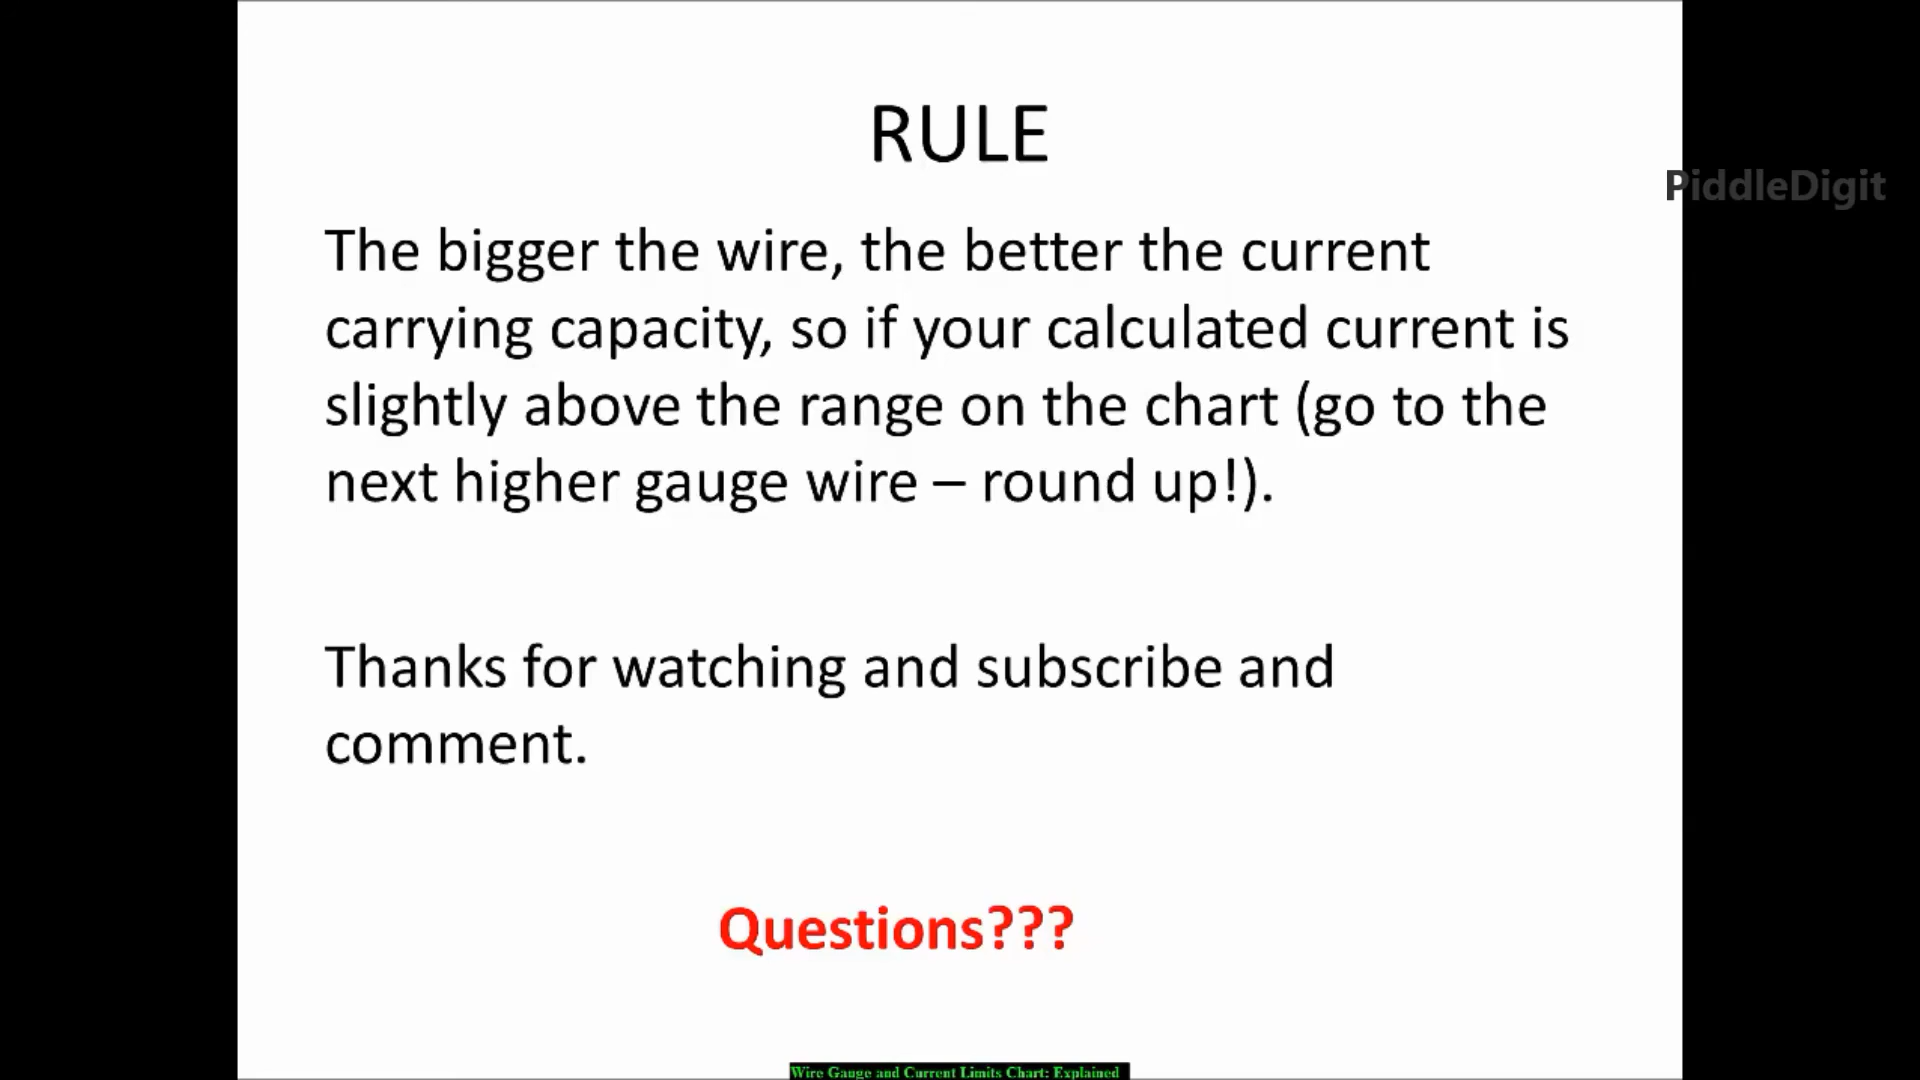 RULE
PiddleDigit
The bigger the wire, the better the current
carrying capacity, so if your calculated current is
slightly above the range on the chart (go to the
next higher gauge wire – round up!).
Thanks for watching and subscribe and
comment.
Questions???
Wire Gauge and Current Limits Chart: Explained